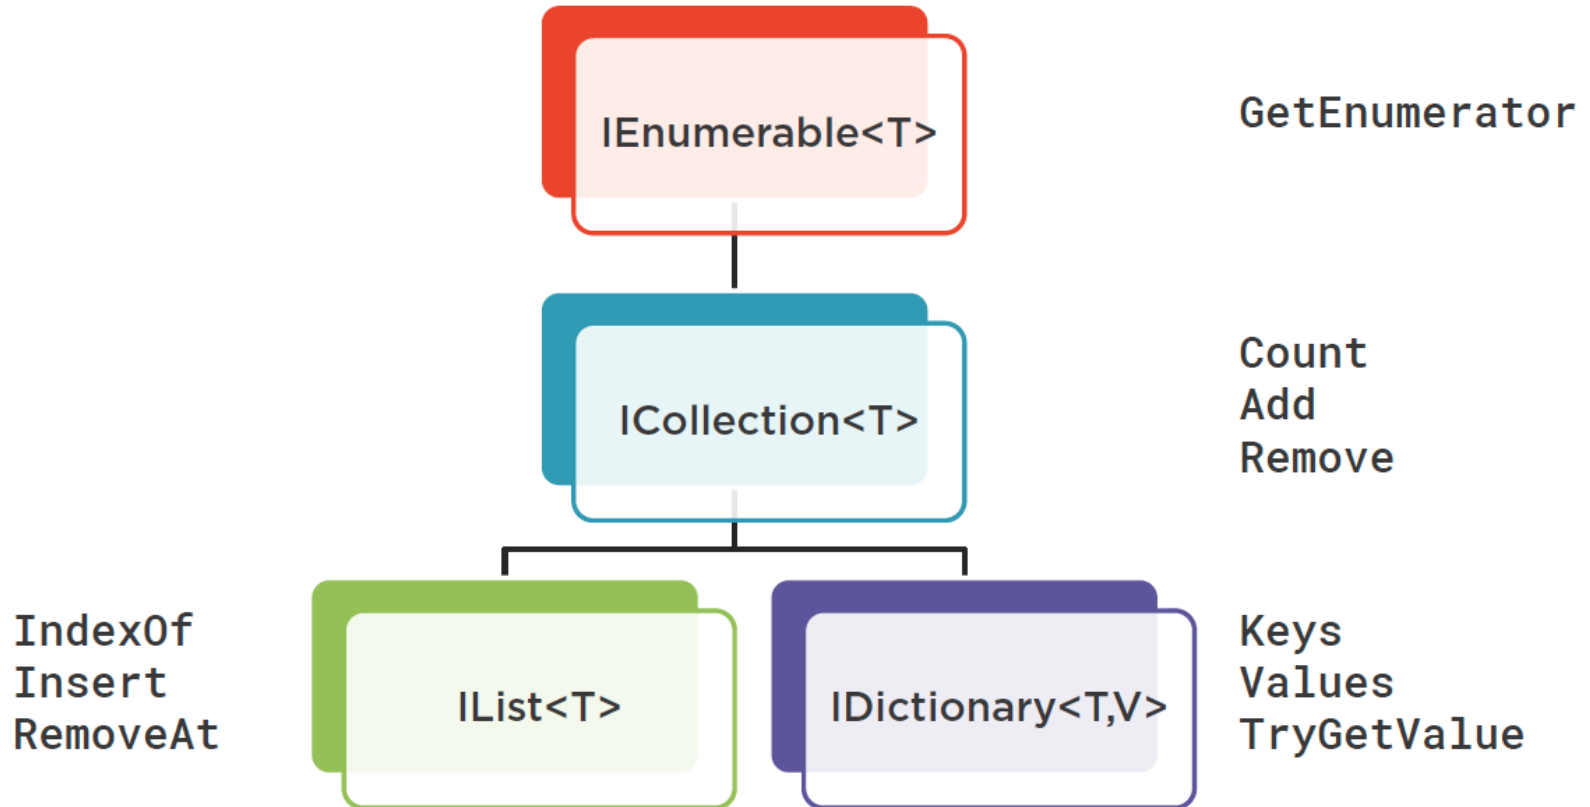 IEnumerable<T>
GetEnumerator
ICollection<T>
Count
Add
Remove
IndexOf
Insert
RemoveAt
IList<T>
IDictionary<T,V>
Keys
Values
TryGetValue